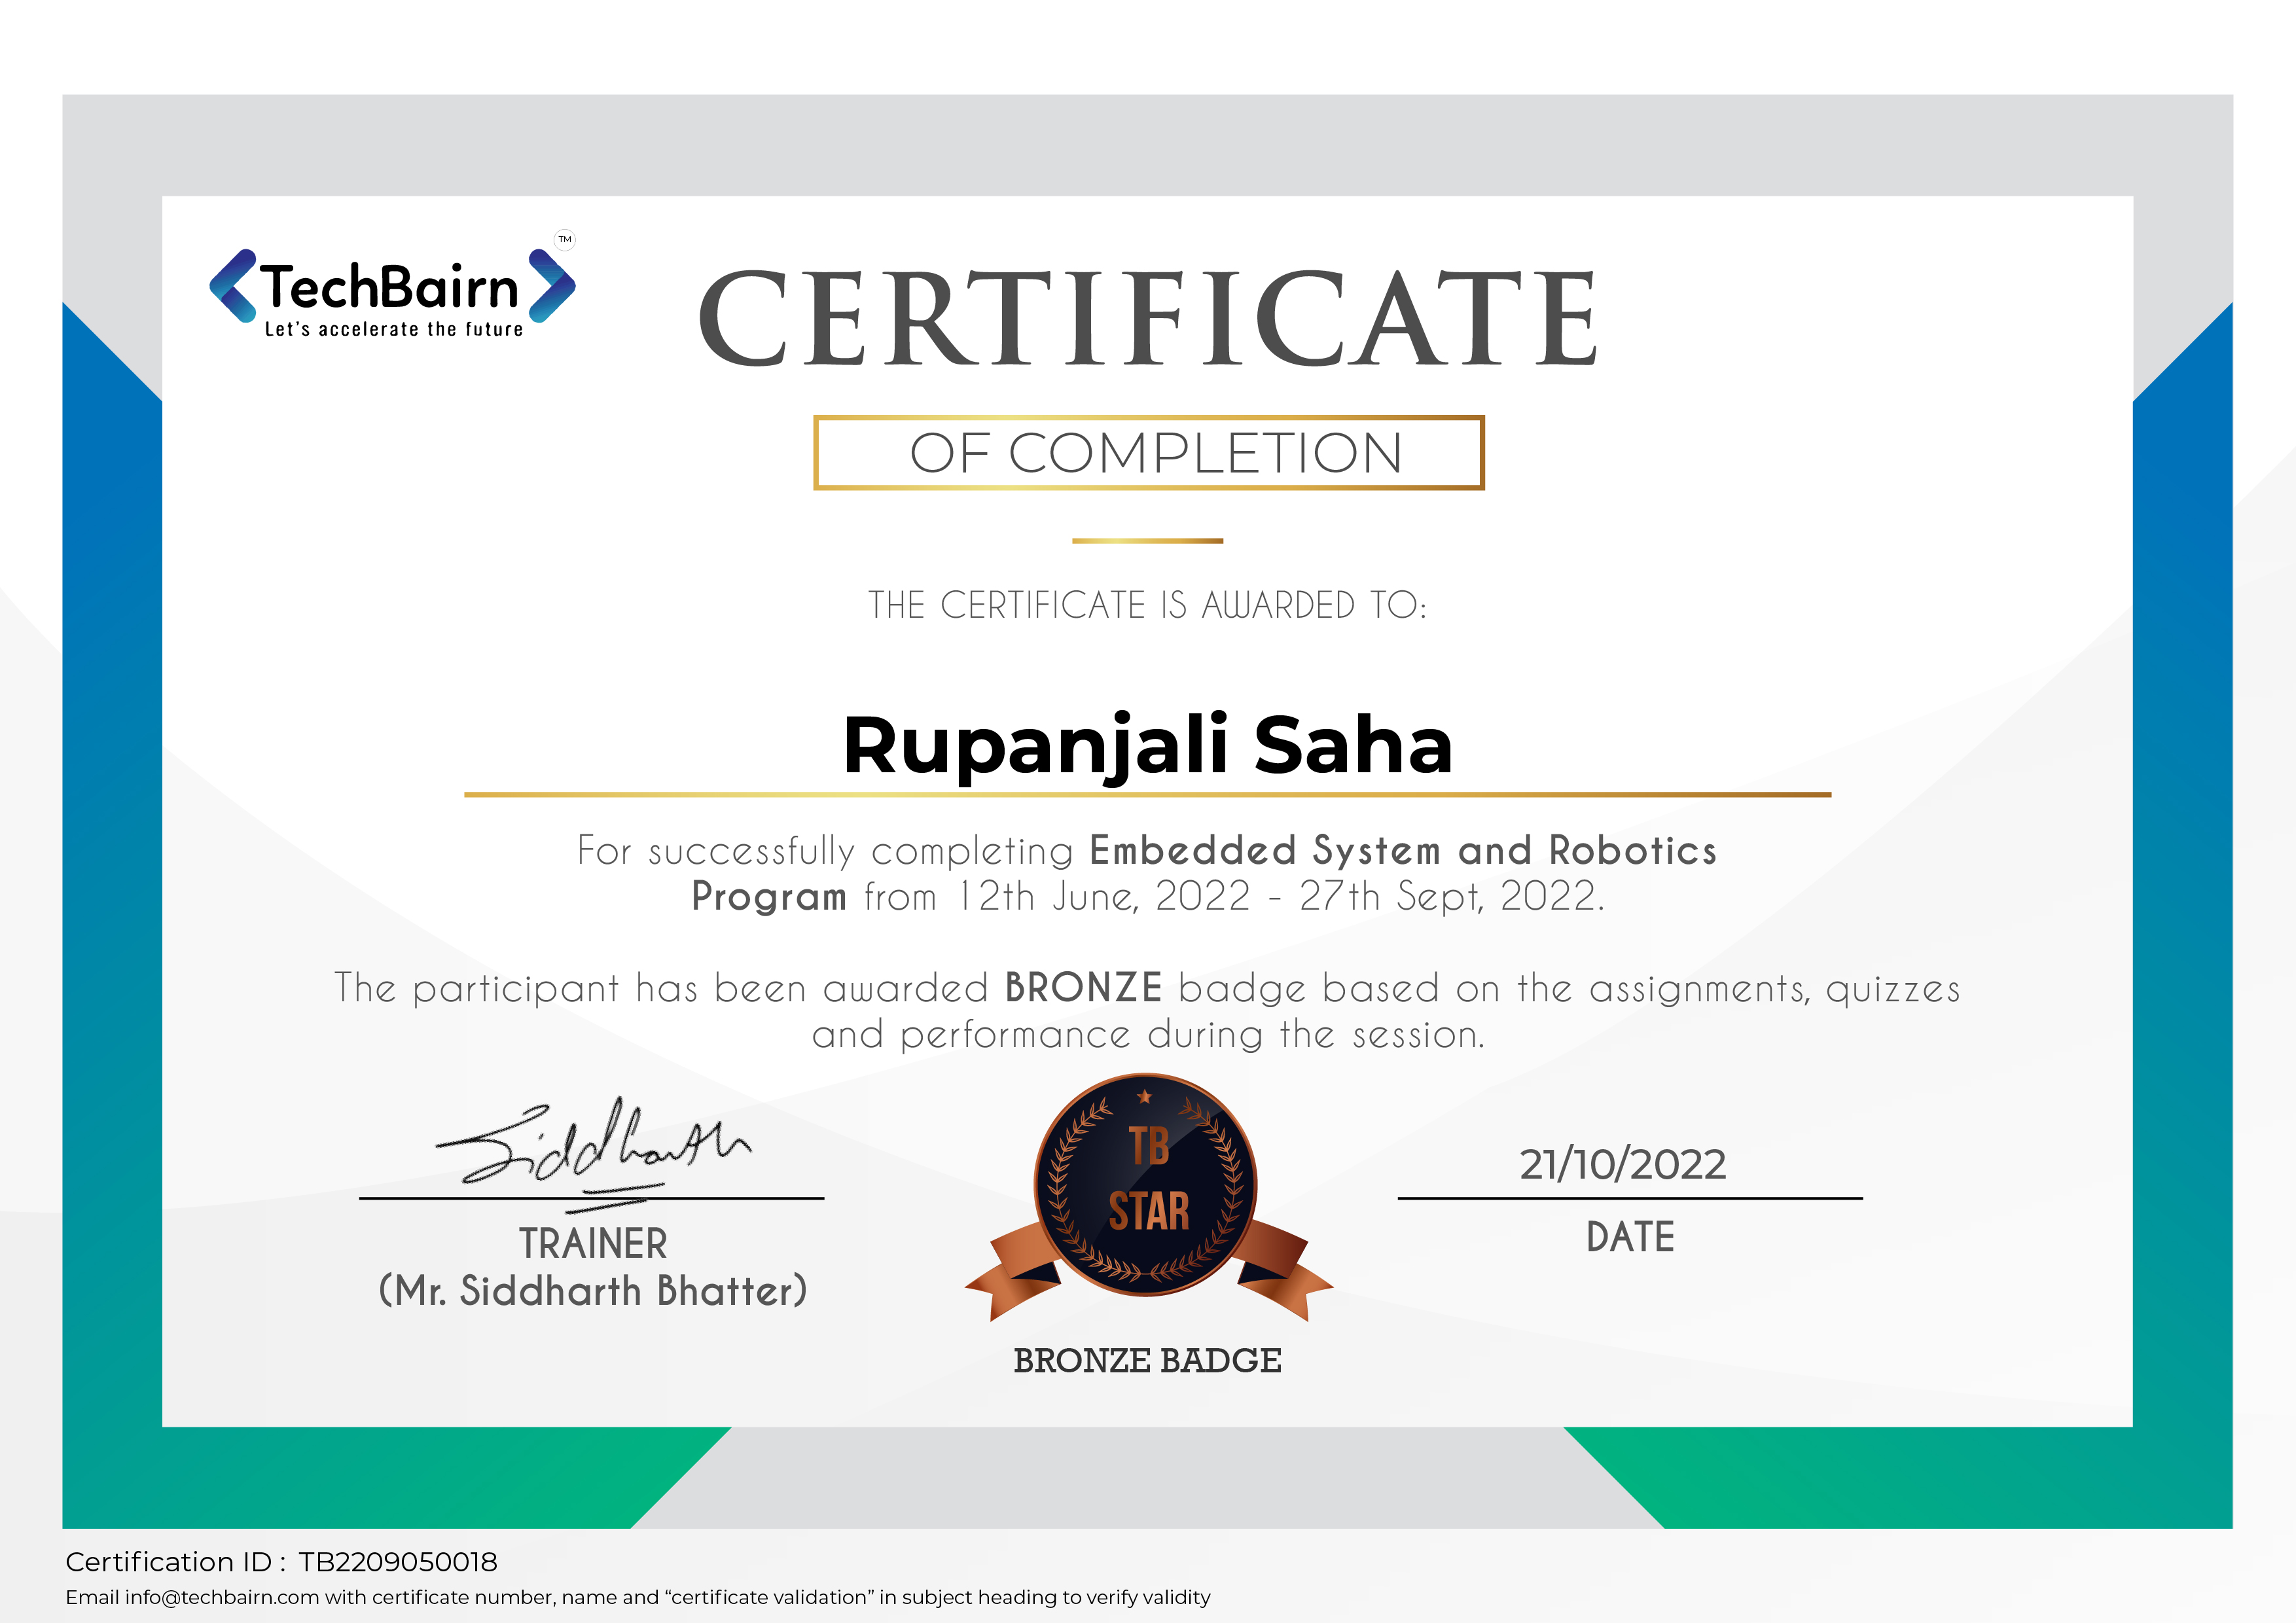 TechBairn
TM
Let's accelerate the future
CERTIFICATE
OF COMPLETION
THE CERTIFICATE IS AWARDED TO:
Rupanjali Saha
For successfully completing Embedded System and Robotics
Program from 12th June, 2022 - 27th Sept, 2022.
The participant has been awarded BRONZE badge based on the assignments, quizzes
and performance during the session.
Siddharth
TRAINER
(Mr. Siddharth Bhatter)
TB
STAR
BRONZE BADGE
21/10/2022
DATE
Certification ID : TB2209050018
Email info@techbairn.com with certificate number, name and “certificate validation” in subject heading to verify validity